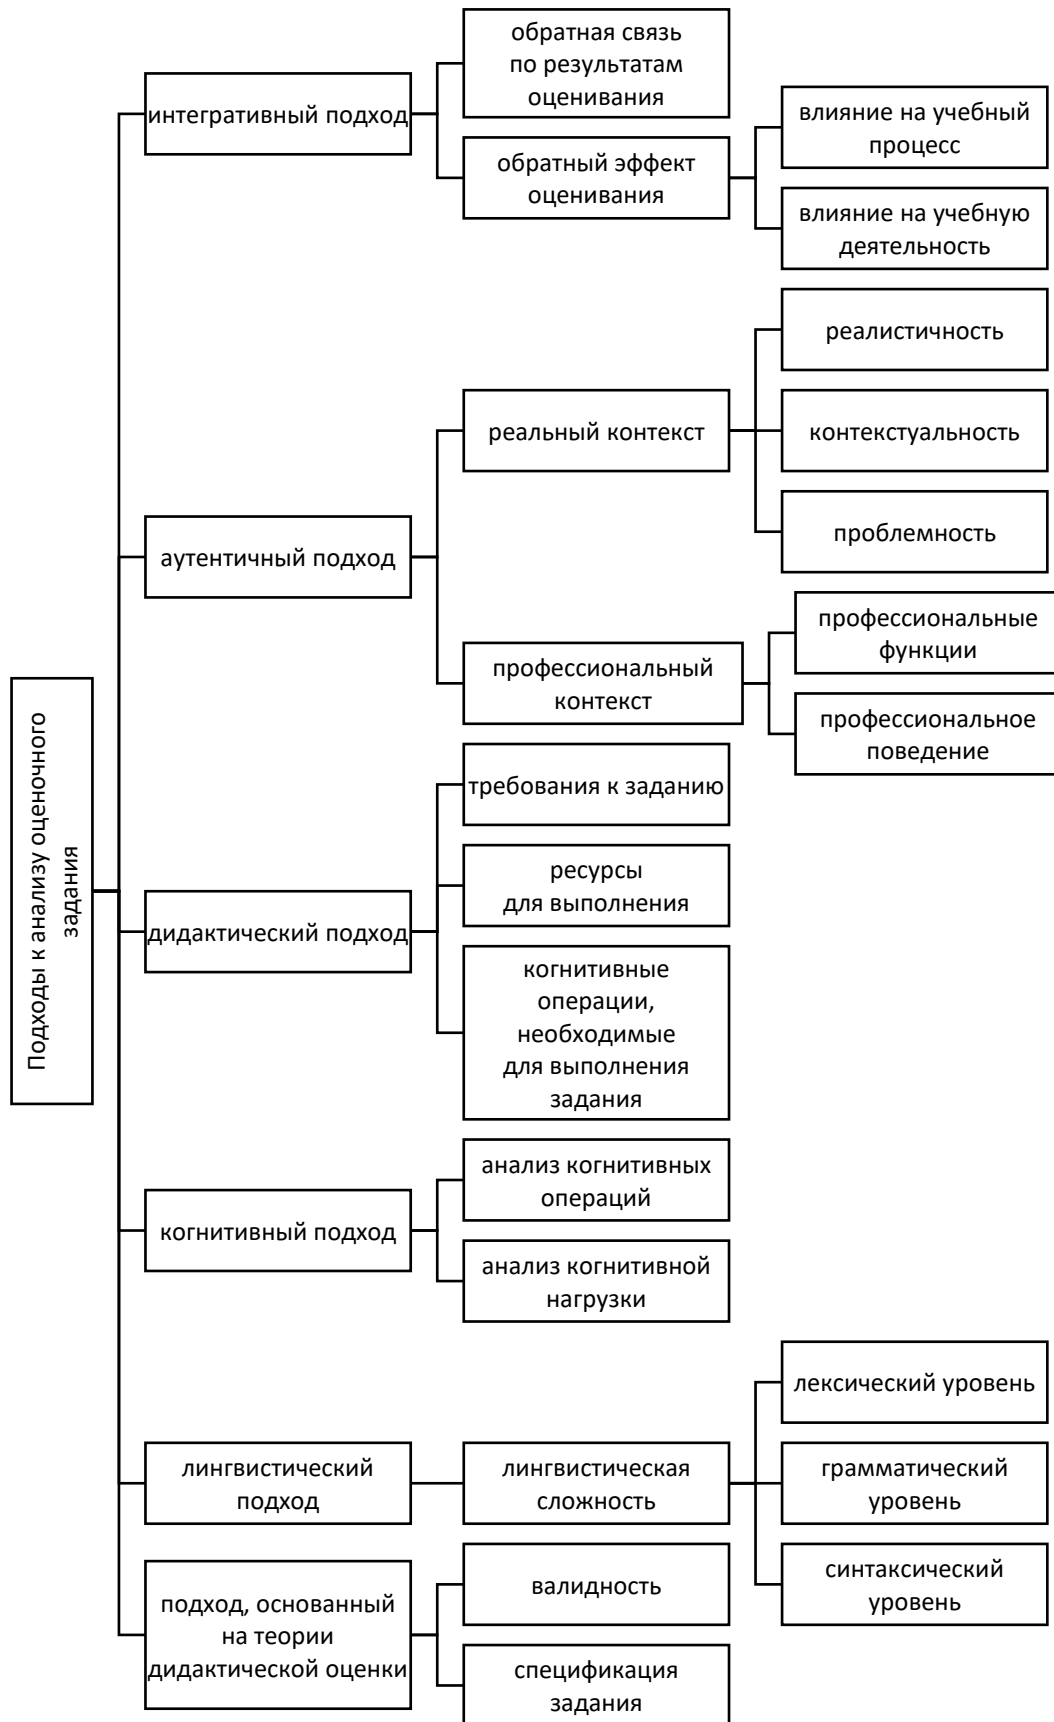 Подходы к анализу оценочного
задания
интегративный подход
обратная связь
по результатам
оценивания
обратный эффект
оценивания
влияние на учебный
процесс
влияние на учебную
деятельность
аутентичный подход
реальный контекст
реалистичность
контекстуальность
проблемность
профессиональный
контекст
профессиональные
функции
профессиональное
поведение
дидактический подход
требования к заданию
ресурсы
для выполнения
когнитивные
операции,
необходимые
для выполнения
задания
когнитивный подход
анализ когнитивных
операций
анализ когнитивной
нагрузки
лингвистический
подход
лингвистическая
сложность
лексический уровень
грамматический
уровень
синтаксический
уровень
подход, основанный
на теории
дидактической оценки
валидность
спецификация
задания